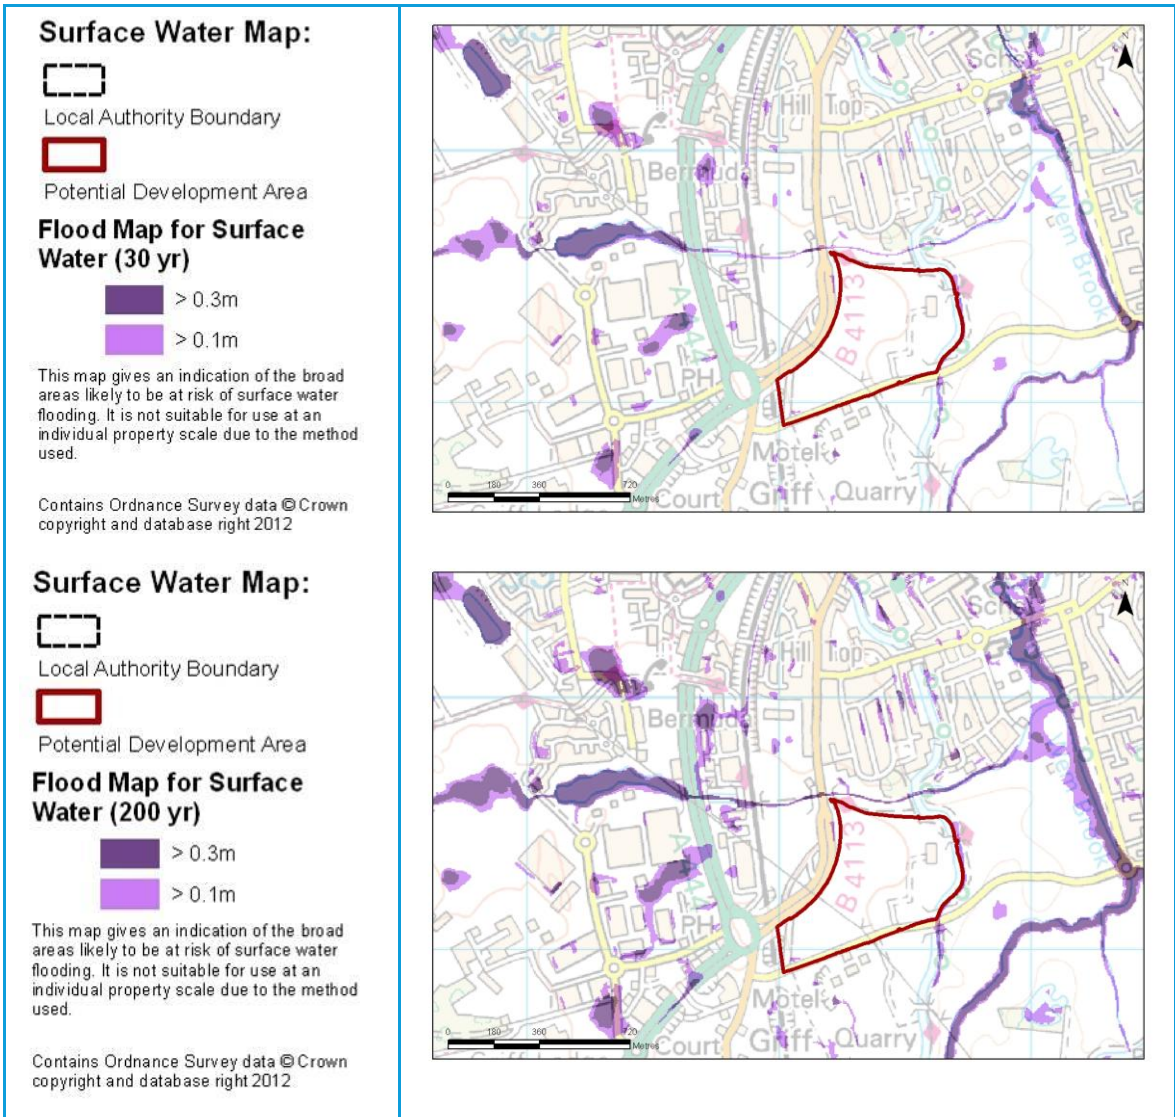 Surface Water Map:
Local Authority Boundary
Potential Development Area
Flood Map for Surface
Water (30 yr)
> 0.3m
> 0.1m
This map gives an indication of the broad
areas likely to be at risk of surface water
flooding. It is not suitable for use at an
individual property scale due to the method
used.
Contains Ordnance Survey data © Crown
copyright and database right 2012
N
Hill Top
Bermuda
Wem Brook
B4113
PH
Motel
Court
Griff Quarry
0 180 360 720
Metres
Surface Water Map:
Local Authority Boundary
Potential Development Area
Flood Map for Surface
Water (200 yr)
> 0.3m
> 0.1m
This map gives an indication of the broad
areas likely to be at risk of surface water
flooding. It is not suitable for use at an
individual property scale due to the method
used.
Contains Ordnance Survey data © Crown
copyright and database right 2012
N
Hill Top
Bermuda
B4113
PH
Motel
Court
Griff Quarry
0 180 360 720
Metres